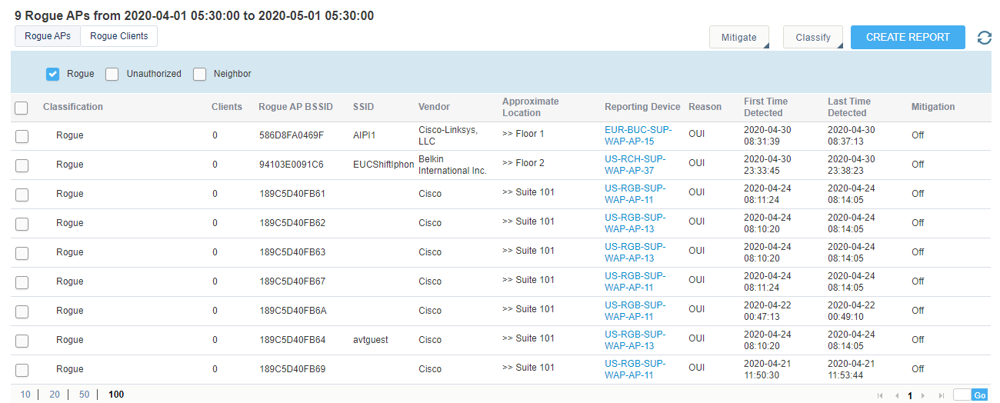 9 Rogue APs from 2020-04-01 05:30:00 to 2020-05-01 05:30:00
Rogue APs Rogue Clients Mitigate Classify CREATE REPORT
Rogue Unauthorized Neighbor
Classification Clients Rogue AP BSSID SSID Vendor Approximate Location Reporting Device Reason First Time Detected Last Time Detected Mitigation
Rogue 0 586D8FA0469F AIPI1 Cisco-Linksys, LLC >> Floor 1 EUR-BUC-SUP-WAP-AP-15 OUI 2020-04-30 08:31:39 2020-04-30 08:37:13 Off
Rogue 0 94103E0091C6 EUCShiftIphon Belkin International Inc. >> Floor 2 US-RCH-SUP-WAP-AP-37 OUI 2020-04-30 23:33:45 2020-04-30 23:38:23 Off
Rogue 0 189C5D40FB61 Cisco >> Suite 101 US-RGB-SUP-WAP-AP-11 OUI 2020-04-24 08:11:24 2020-04-24 08:14:05 Off
Rogue 0 189C5D40FB62 Cisco >> Suite 101 US-RGB-SUP-WAP-AP-13 OUI 2020-04-24 08:10:20 2020-04-24 08:14:05 Off
Rogue 0 189C5D40FB63 Cisco >> Suite 101 US-RGB-SUP-WAP-AP-13 OUI 2020-04-24 08:10:20 2020-04-24 08:14:05 Off
Rogue 0 189C5D40FB67 Cisco >> Suite 101 US-RGB-SUP-WAP-AP-11 OUI 2020-04-24 08:11:24 2020-04-24 08:14:05 Off
Rogue 0 189C5D40FB6A Cisco >> Suite 101 US-RGB-SUP-WAP-AP-11 OUI 2020-04-22 00:47:13 2020-04-22 00:49:10 Off
Rogue 0 189C5D40FB64 avtguest Cisco >> Suite 101 US-RGB-SUP-WAP-AP-13 OUI 2020-04-24 08:10:20 2020-04-24 08:14:05 Off
Rogue 0 189C5D40FB69 Cisco >> Suite 101 US-RGB-SUP-WAP-AP-11 OUI 2020-04-21 11:50:30 2020-04-21 11:53:44 Off
10 | 20 | 50 | 100 1 Go